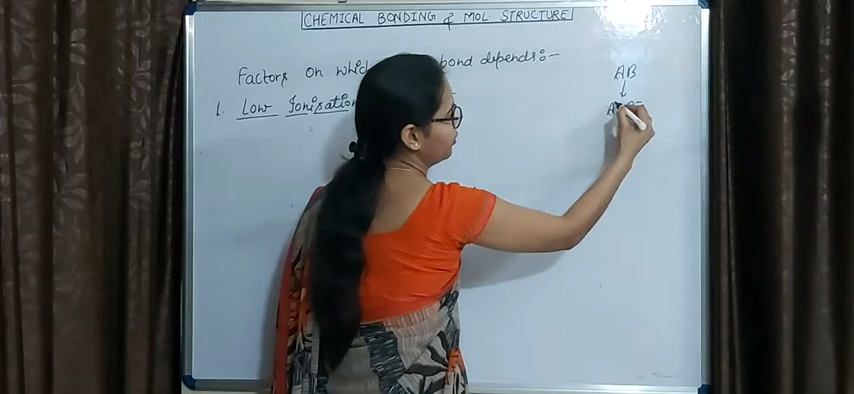 CHEMICAL BONDING & MOL STRUCTURE
Factors On whic bond depends:-
1. Low Ionisation
AB
↓
A B-